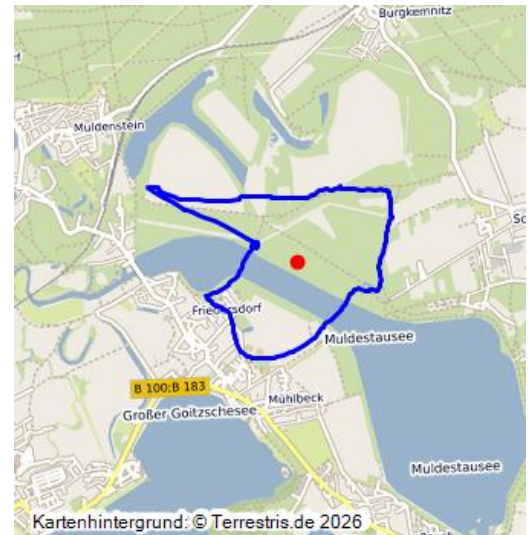 Burgkemnitz
Muldenstein
Friedersdorf
Muldestausee
B 100;B 183
Mühlbeck
Großer Goitzschesee
Muldestausee
Kartenhintergrund: © Terrestris.de 2026